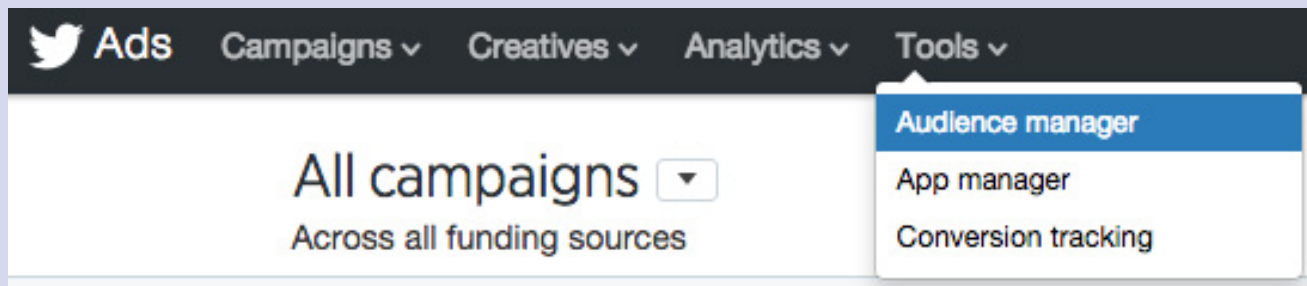 Ads Campaigns Creatives Analytics Tools
Audience manager
App manager
Conversion tracking
All campaigns
Across all funding sources